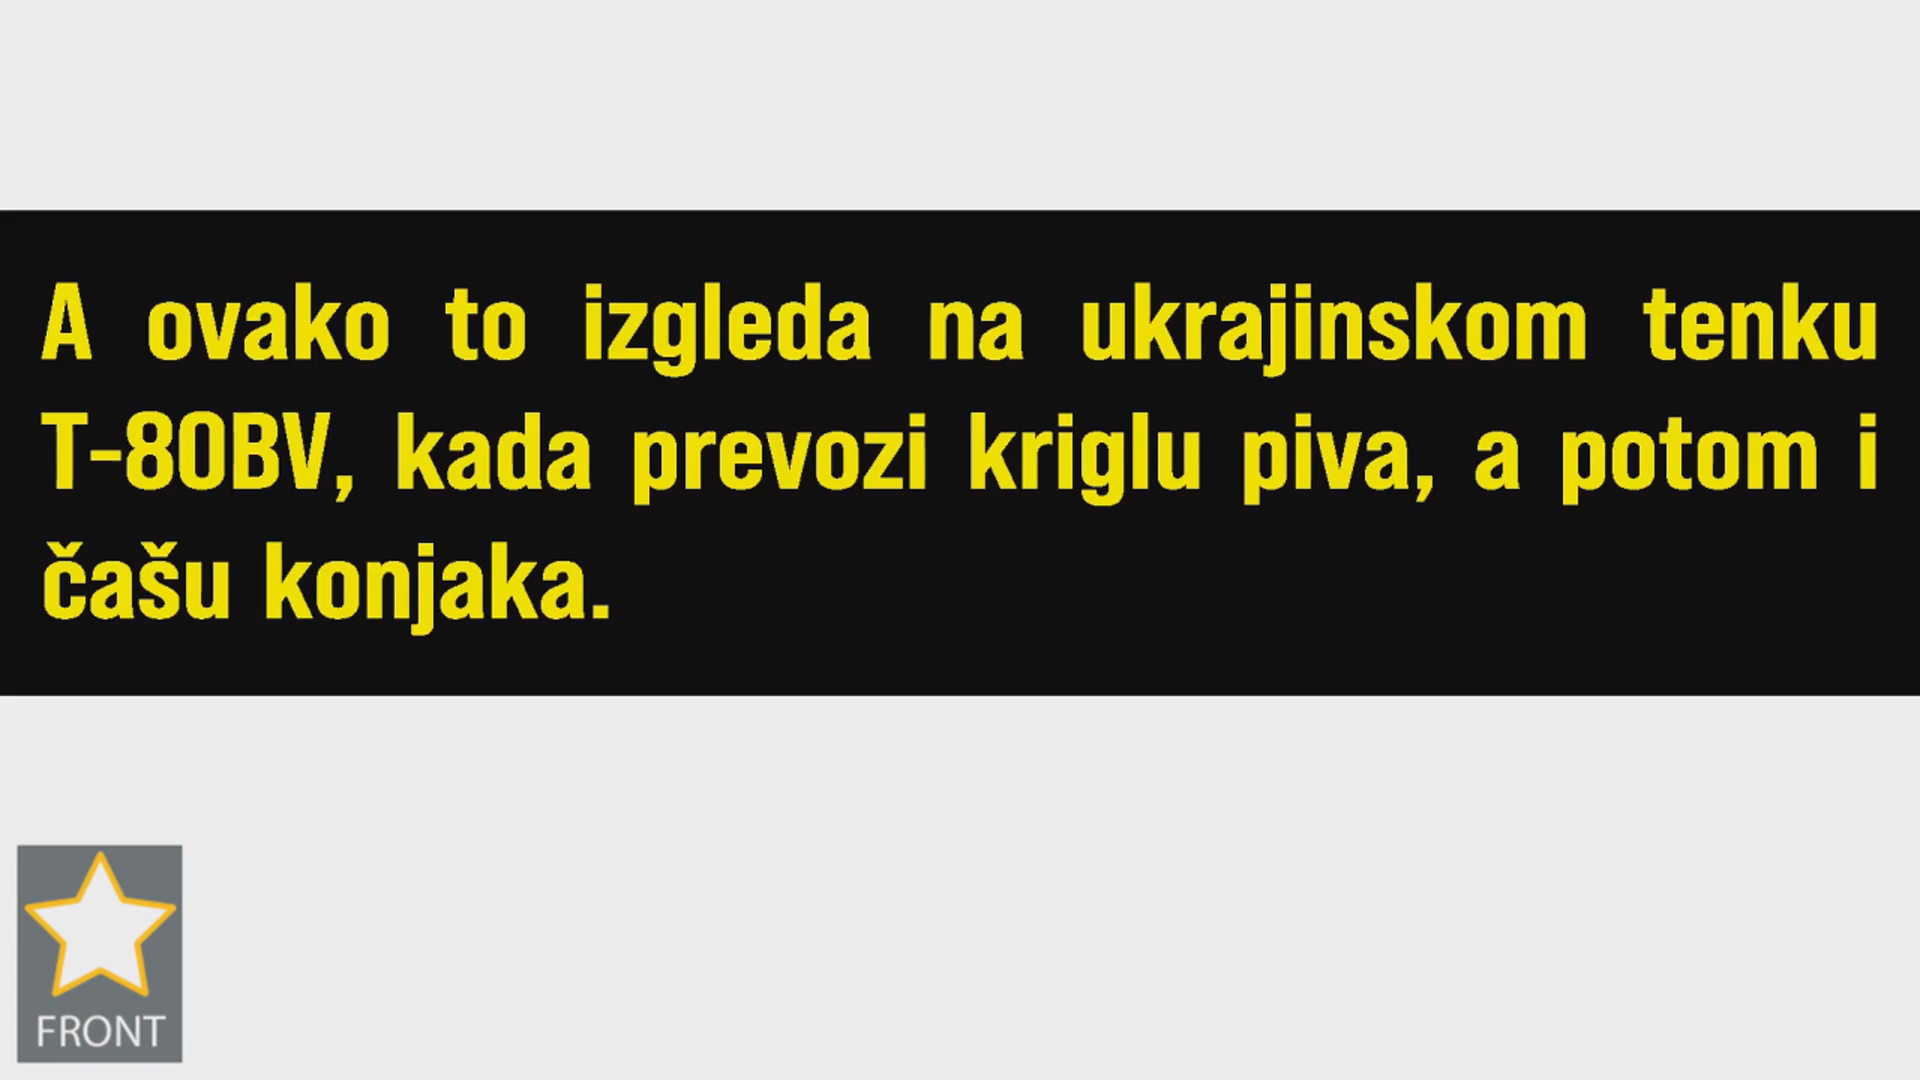 A ovako to izgleda na ukrajinskom tenku
T-80BV, kada prevozi kriglu piva, a potom i
čašu konjaka.
FRONT